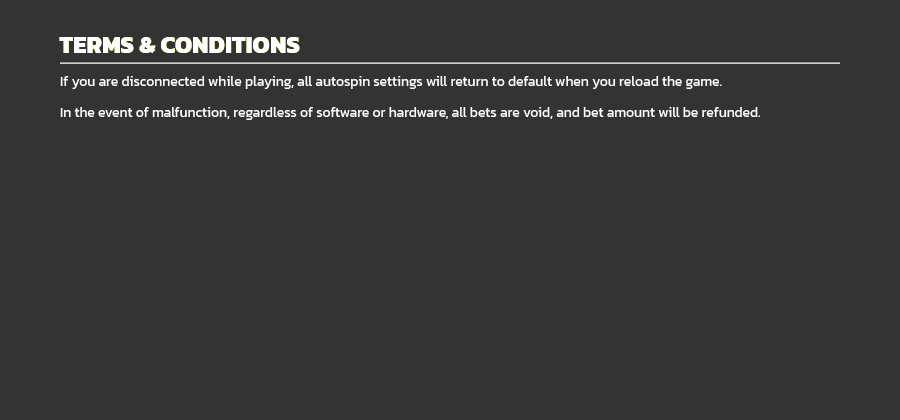 TERMS & CONDITIONS
If you are disconnected while playing, all autospin settings will return to default when you reload the game.
In the event of malfunction, regardless of software or hardware, all bets are void, and bet amount will be refunded.